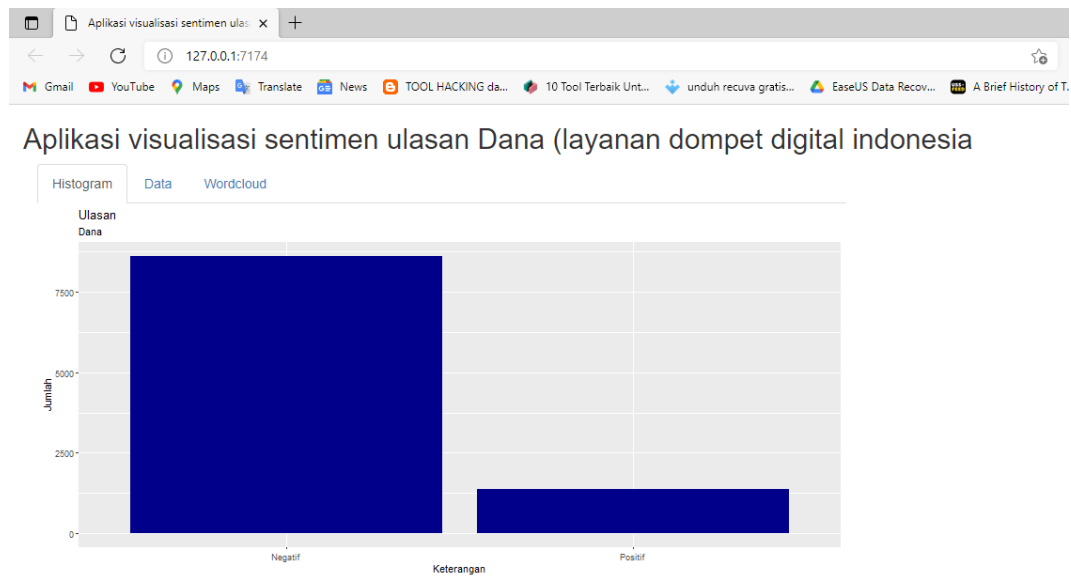 Aplikasi visualisasi sentimen ulas
127.0.0.1:7174
Gmail YouTube Maps Translate News TOOL HACKING da... 10 Tool Terbaik Unt... unduh recuva gratis... EaseUS Data Recov... A Brief History of T.
Aplikasi visualisasi sentimen ulasan Dana (layanan dompet digital indonesia
Histogram Data Wordcloud
Ulasan
Dana
7500
5000
2500
0
Jumlah
Negatif Positif
Keterangan